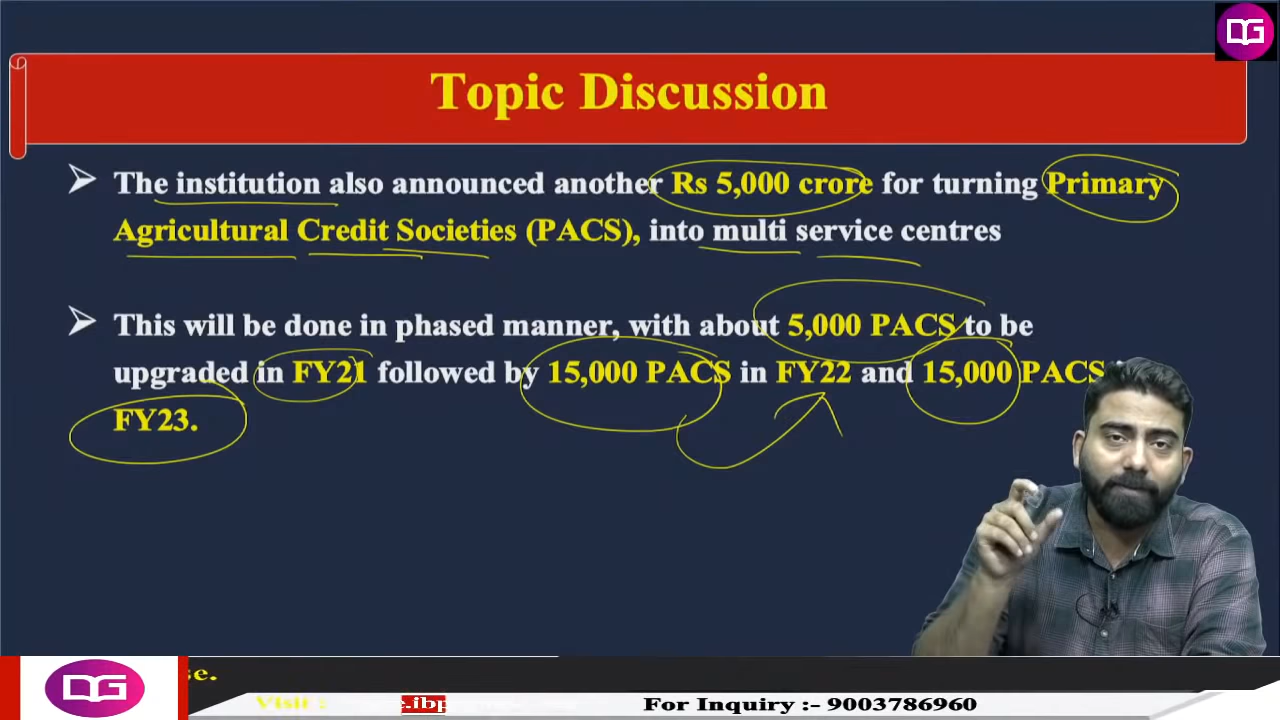 Topic Discussion
➢ The institution also announced another Rs 5,000 crore for turning Primary
Agricultural Credit Societies (PACS), into multi service centres
➢ This will be done in phased manner, with about 5,000 PACS to be
upgraded in FY21 followed by 15,000 PACS in FY22 and 15,000 PACS
FY23.
se.
Visit :
e.ibp
For Inquiry :- 9003786960